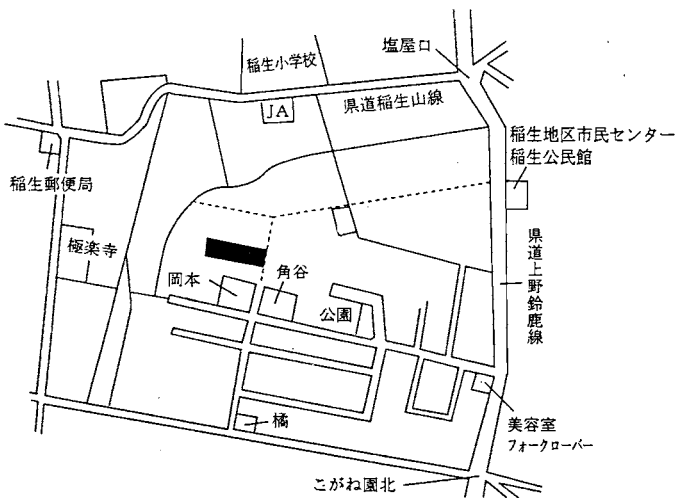 塩屋口
稲生小学校
JA
県道稲生山線
稲生地区市民センター
稲生公民館
稲生郵便局
極楽寺
県道上野鈴鹿線
岡本
角谷
公園
橘
美容室
フォークローバー
こがね園北